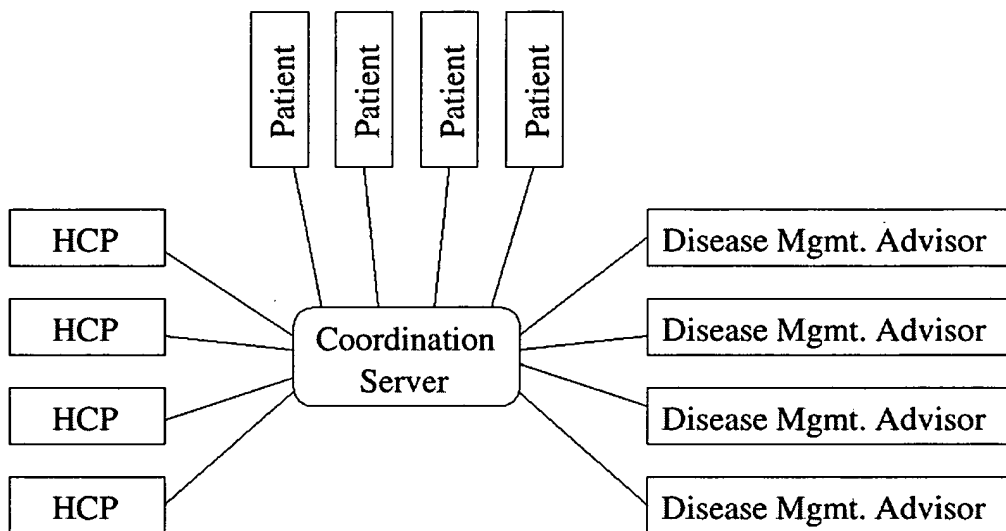 Patient
Patient
Patient
Patient
HCP
HCP
HCP
HCP
Coordination
Server
Disease Mgmt. Advisor
Disease Mgmt. Advisor
Disease Mgmt. Advisor
Disease Mgmt. Advisor